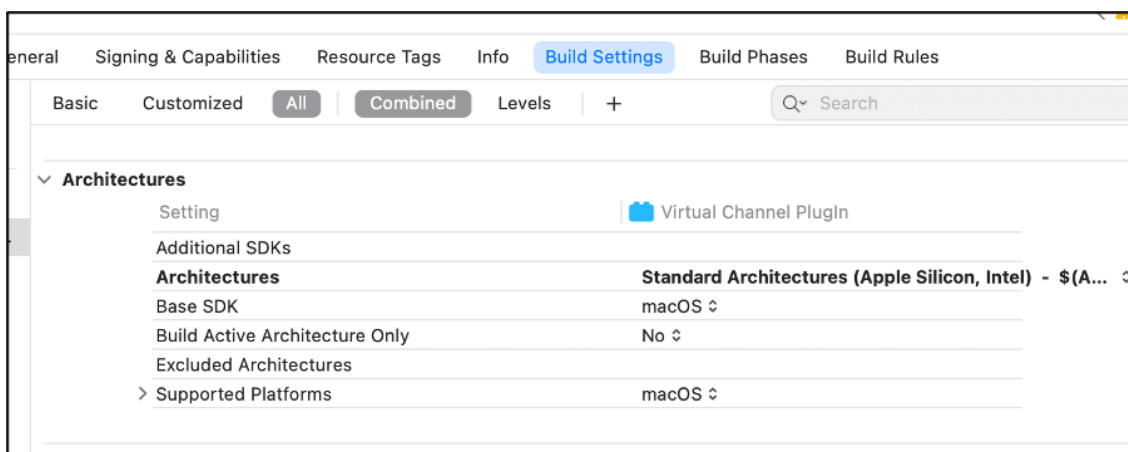 eneral Signing & Capabilities Resource Tags Info Build Settings Build Phases Build Rules
Basic Customized All Combined Levels + Search
Architectures
Setting Virtual Channel PlugIn
Additional SDKs
Architectures Standard Architectures (Apple Silicon, Intel) - $(A...
Base SDK macOS
Build Active Architecture Only No
Excluded Architectures
Supported Platforms macOS